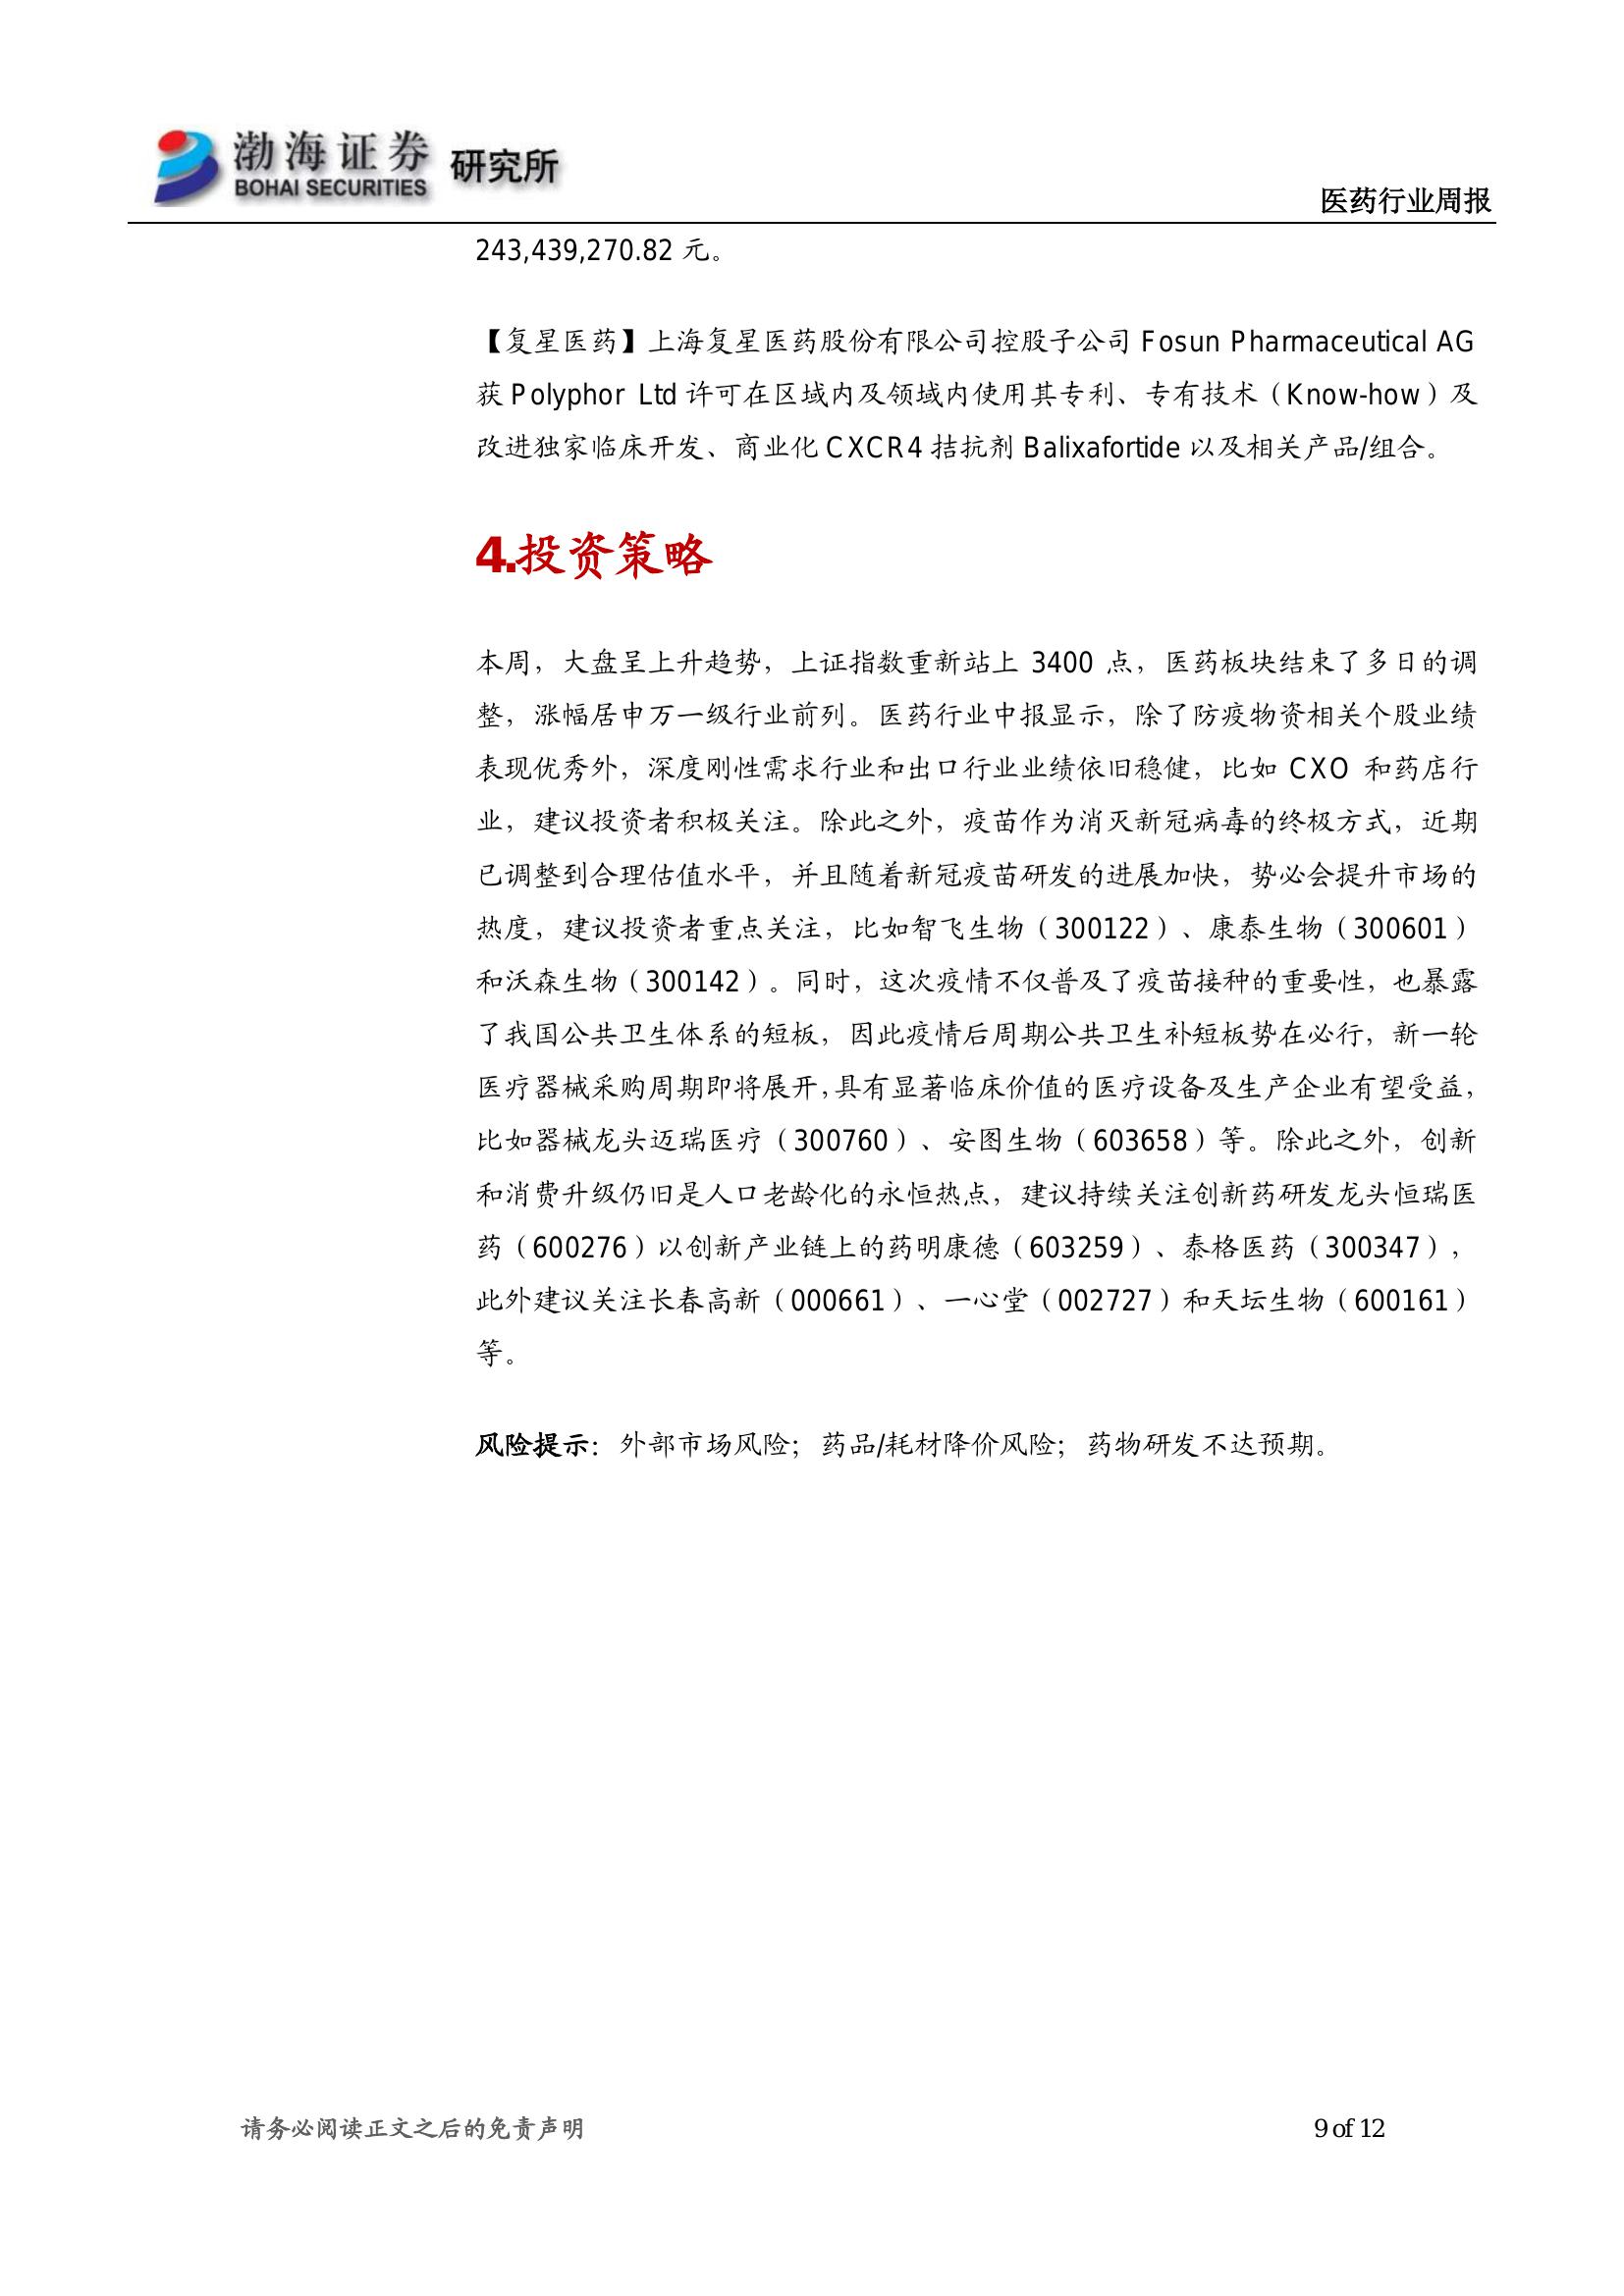 渤海证券 研究所
BOHAI SECURITIES
医药行业周报
243,439,270.82 元。
【复星医药】上海复星医药股份有限公司控股子公司 Fosun Pharmaceutical AG
获 Polyphor Ltd 许可在区域内及领域内使用其专利、专有技术（Know-how）及
改进独家临床开发、商业化 CXCR4 拮抗剂 Balixafortide 以及相关产品/组合。
4.投资策略
本周，大盘呈上升趋势，上证指数重新站上 3400 点，医药板块结束了多日的调
整，涨幅居申万一级行业前列。医药行业中报显示，除了防疫物资相关个股业绩
表现优秀外，深度刚性需求行业和出口行业业绩依旧稳健，比如 CXO 和药店行
业，建议投资者积极关注。除此之外，疫苗作为消灭新冠病毒的终极方式，近期
已调整到合理估值水平，并且随着新冠疫苗研发的进展加快，势必会提升市场的
热度，建议投资者重点关注，比如智飞生物（300122）、康泰生物（300601）
和沃森生物（300142）。同时，这次疫情不仅普及了疫苗接种的重要性，也暴露
了我国公共卫生体系的短板，因此疫情后周期公共卫生补短板势在必行，新一轮
医疗器械采购周期即将展开，具有显著临床价值的医疗设备及生产企业有望受益，
比如器械龙头迈瑞医疗（300760）、安图生物（603658）等。除此之外，创新
和消费升级仍旧是人口老龄化的永恒热点，建议持续关注创新药研发龙头恒瑞医
药（600276）以创新产业链上的药明康德（603259）、泰格医药（300347），
此外建议关注长春高新（000661）、一心堂（002727）和天坛生物（600161）
等。
风险提示：外部市场风险；药品/耗材降价风险；药物研发不达预期。
请务必阅读正文之后的免责声明
9 of 12